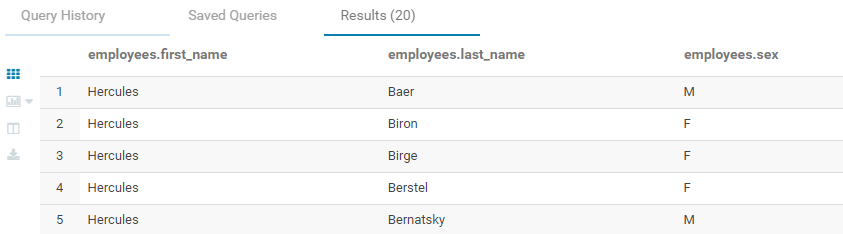 Query History Saved Queries Results (20)
employees.first_name employees.last_name employees.sex
1 Hercules Baer M
2 Hercules Biron F
3 Hercules Birge F
4 Hercules Berstel F
5 Hercules Bernatsky M